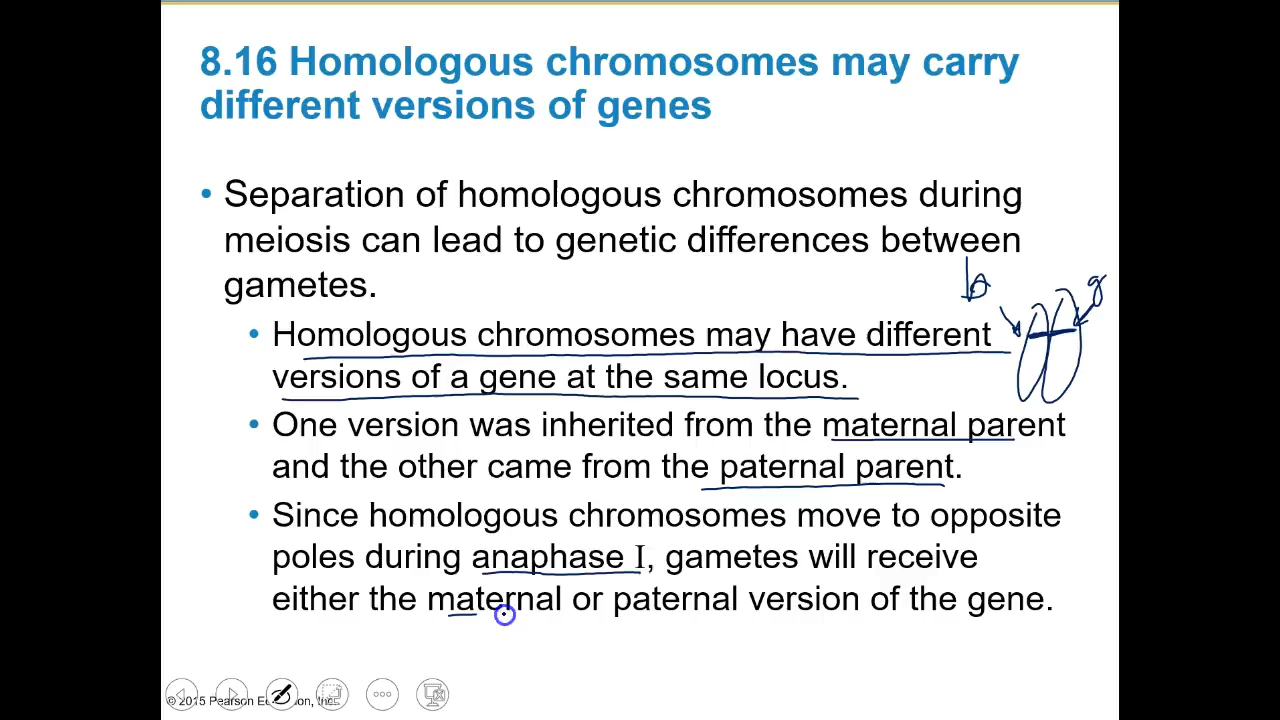 8.16 Homologous chromosomes may carry
different versions of genes
• Separation of homologous chromosomes during
meiosis can lead to genetic differences between
gametes.
b
g
• Homologous chromosomes may have different
versions of a gene at the same locus.
• One version was inherited from the maternal parent
and the other came from the paternal parent.
• Since homologous chromosomes move to opposite
poles during anaphase I, gametes will receive
either the maternal or paternal version of the gene.
© 2015 Pearson Inc.